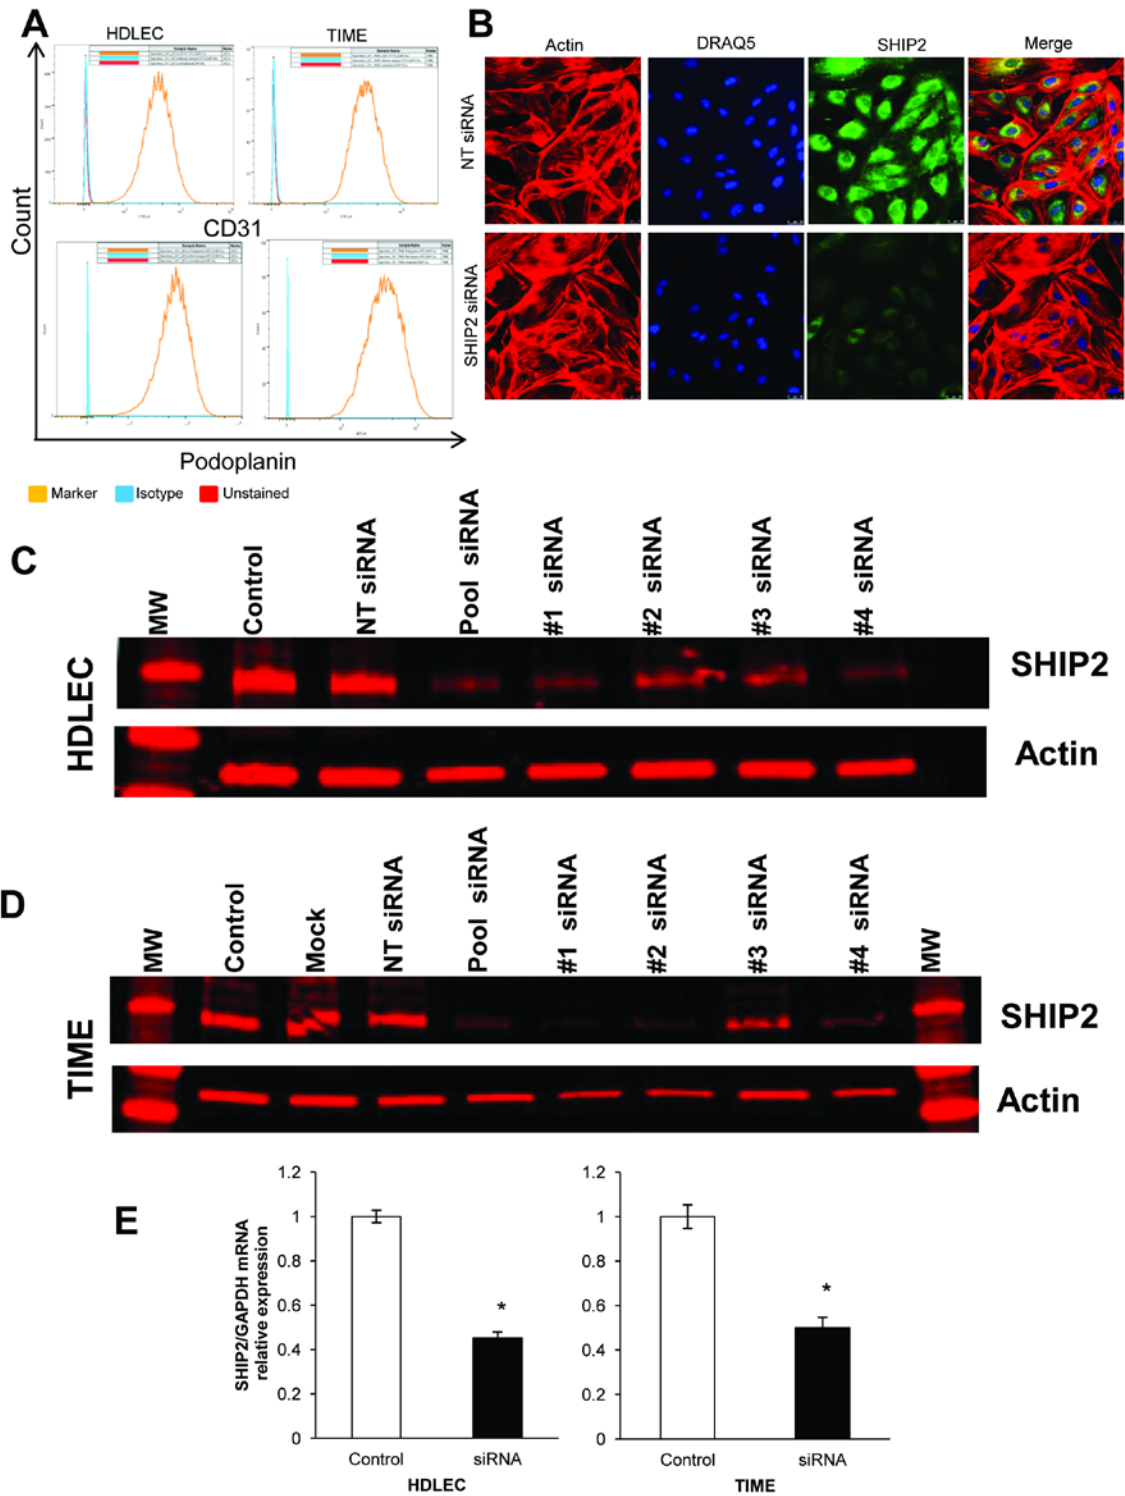 A
HDLEC
TIME
Count
CD31
Podoplanin
Marker
Isotype
Unstained
B
Actin
DRAQ5
SHIP2
Merge
NT siRNA
SHIP2 siRNA
C
MW
Control
NT siRNA
Pool siRNA
#1 siRNA
#2 siRNA
#3 siRNA
#4 siRNA
HDLEC
SHIP2
Actin
D
MW
Control
Mock
NT siRNA
Pool siRNA
#1 siRNA
#2 siRNA
#3 siRNA
#4 siRNA
MW
TIME
SHIP2
Actin
E
SHIP2/GAPDH mRNA
relative expression
1.2
1
0.8
0.6
0.4
0.2
0
*
Control
siRNA
HDLEC
1.2
1
0.8
0.6
0.4
0.2
0
*
Control
siRNA
TIME